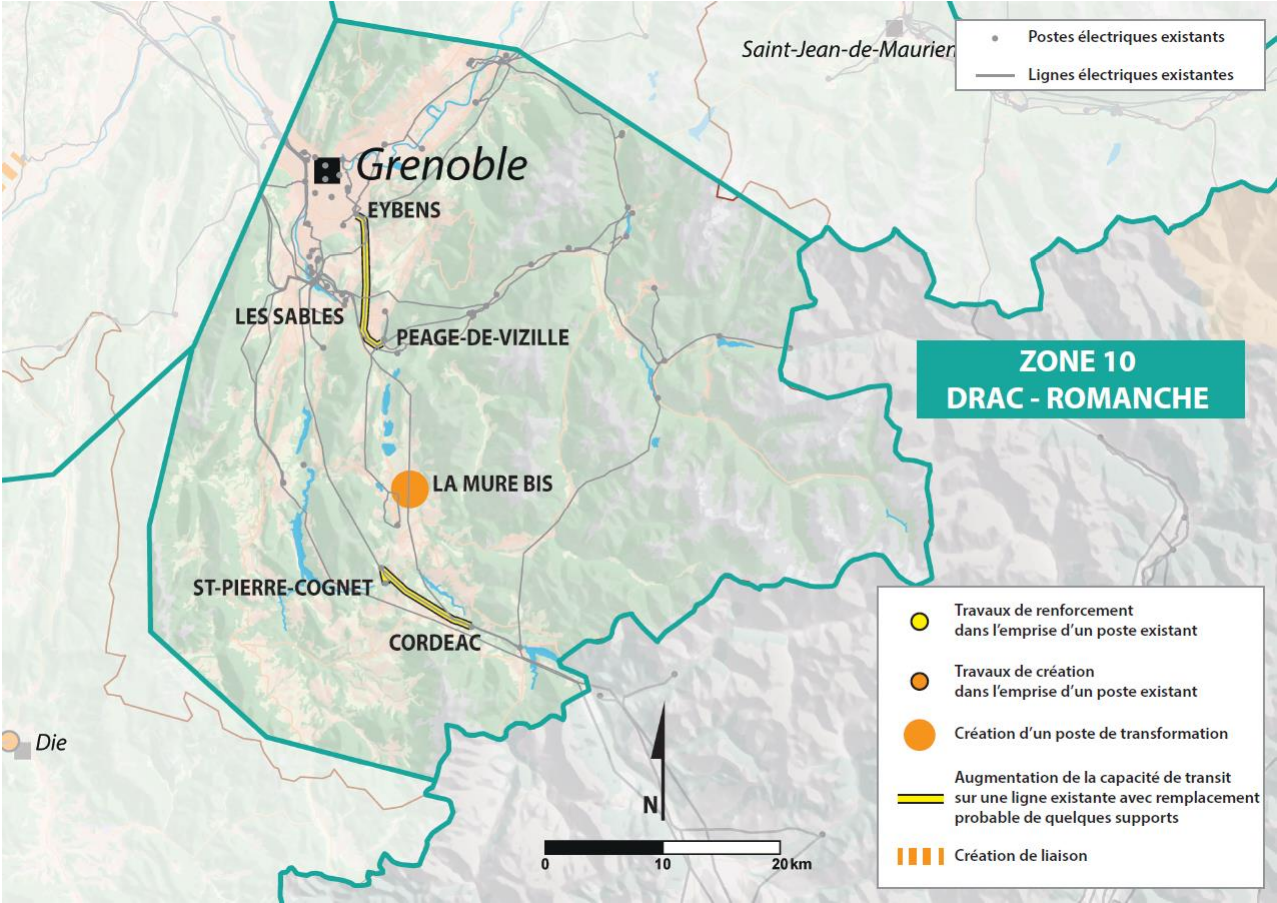 Saint-Jean-de-Maurien
Postes électriques existants
Lignes électriques existantes
Grenoble
EYBENS
LES SABLES
PEAGE-DE-VIZILLE
ZONE 10
DRAC - ROMANCHE
LA MURE BIS
ST-PIERRE-COGNET
CORDEAC
Die
N
0
10
20 km
Travaux de renforcement
dans l'emprise d'un poste existant
Travaux de création
dans l'emprise d'un poste existant
Création d'un poste de transformation
Augmentation de la capacité de transit
sur une ligne existante avec remplacement
probable de quelques supports
Création de liaison